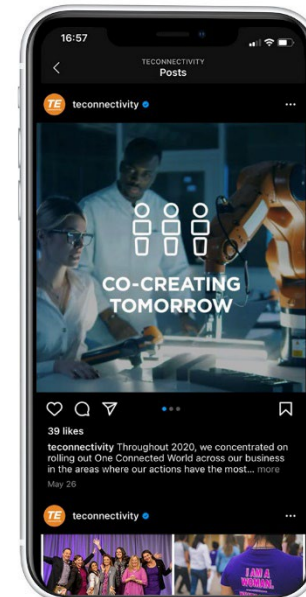 16:57
TECONNECTIVITY
Posts
TE teconnectivity
CO-CREATING
TOMORROW
39 likes
teconnectivity Throughout 2020, we concentrated on
rolling out One Connected World across our business
in the areas where our actions have the most... more
May 26
TE teconnectivity
I AM A
WOMAN.